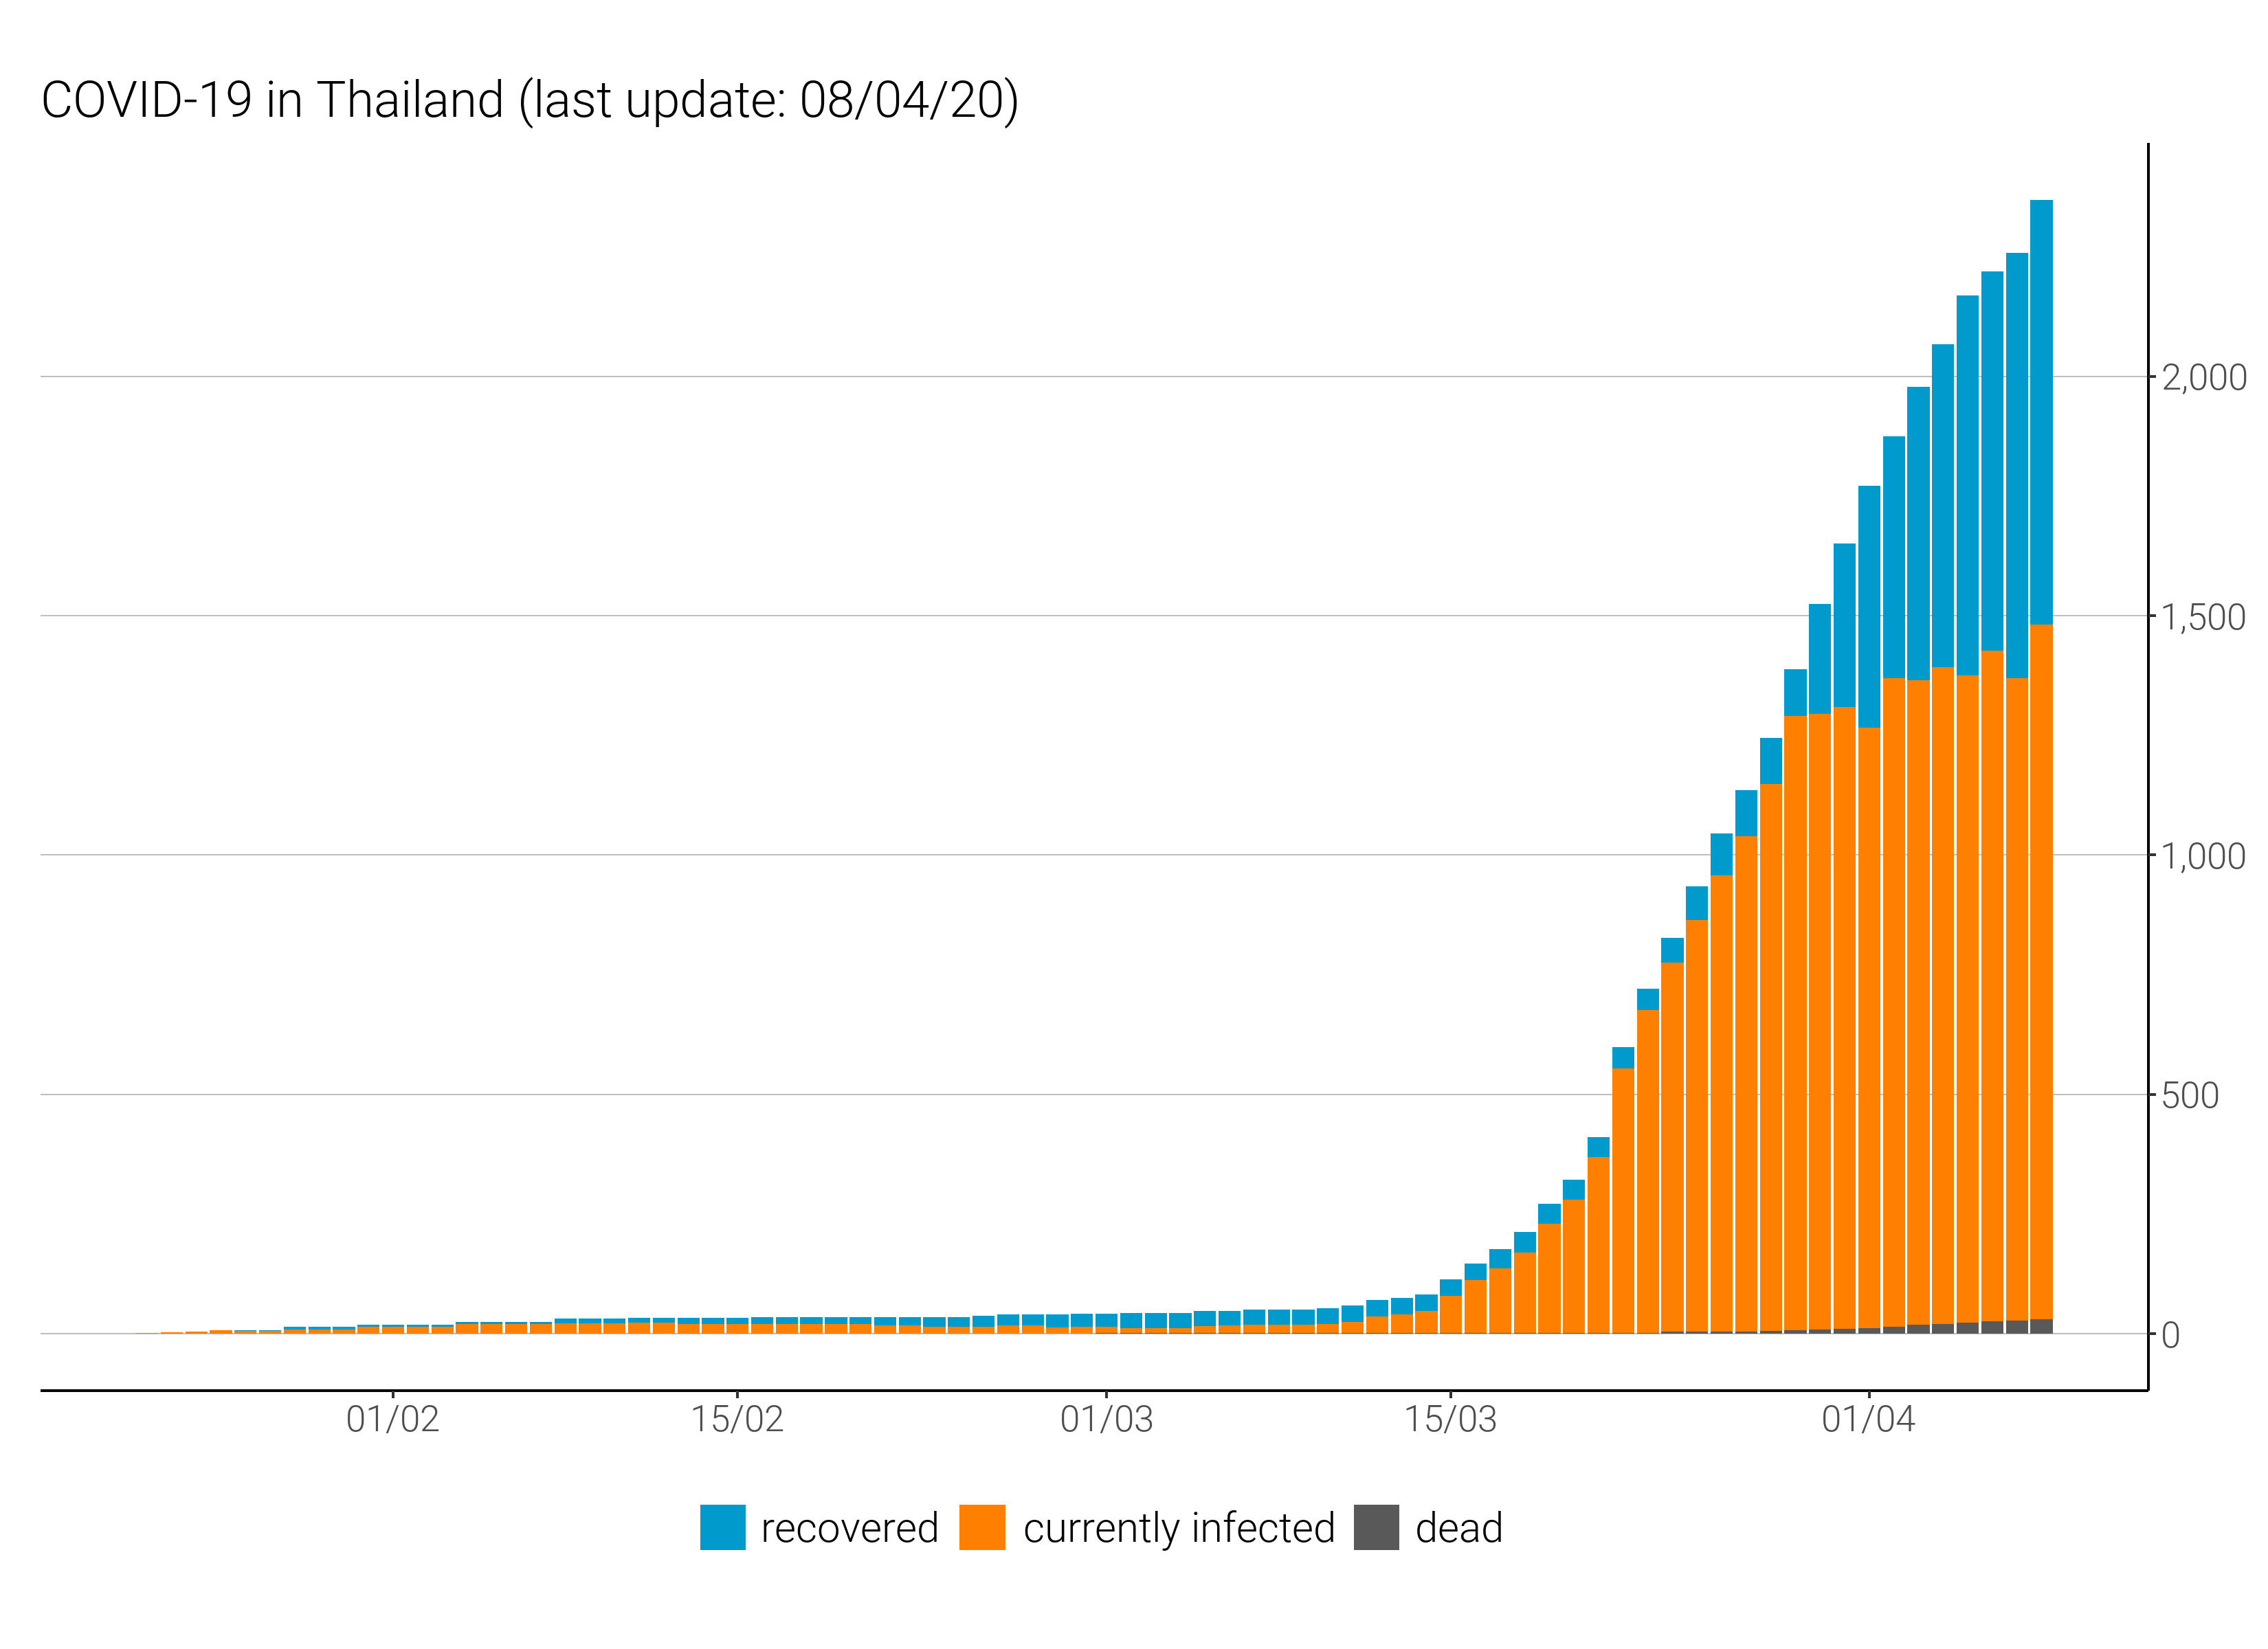 COVID-19 in Thailand (last update: 08/04/20)
2,000
1,500
1,000
500
0
01/02 15/02 01/03 15/03 01/04
recovered currently infected dead